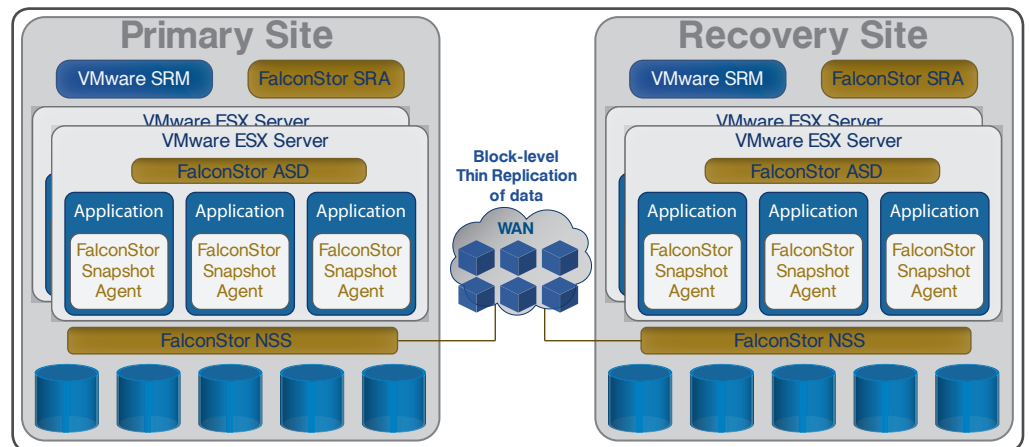 Primary Site
VMware SRM
FalconStor SRA
VMware ESX Server
VMware ESX Server
FalconStor ASD
Application
Application
Application
FalconStor
Snapshot
Agent
FalconStor
Snapshot
Agent
FalconStor
Snapshot
Agent
FalconStor NSS
Block-level
Thin Replication
of data
WAN
Recovery Site
VMware SRM
FalconStor SRA
VMware ESX Server
VMware ESX Server
FalconStor ASD
Application
Application
Application
FalconStor
Snapshot
Agent
FalconStor
Snapshot
Agent
FalconStor
Snapshot
Agent
FalconStor NSS